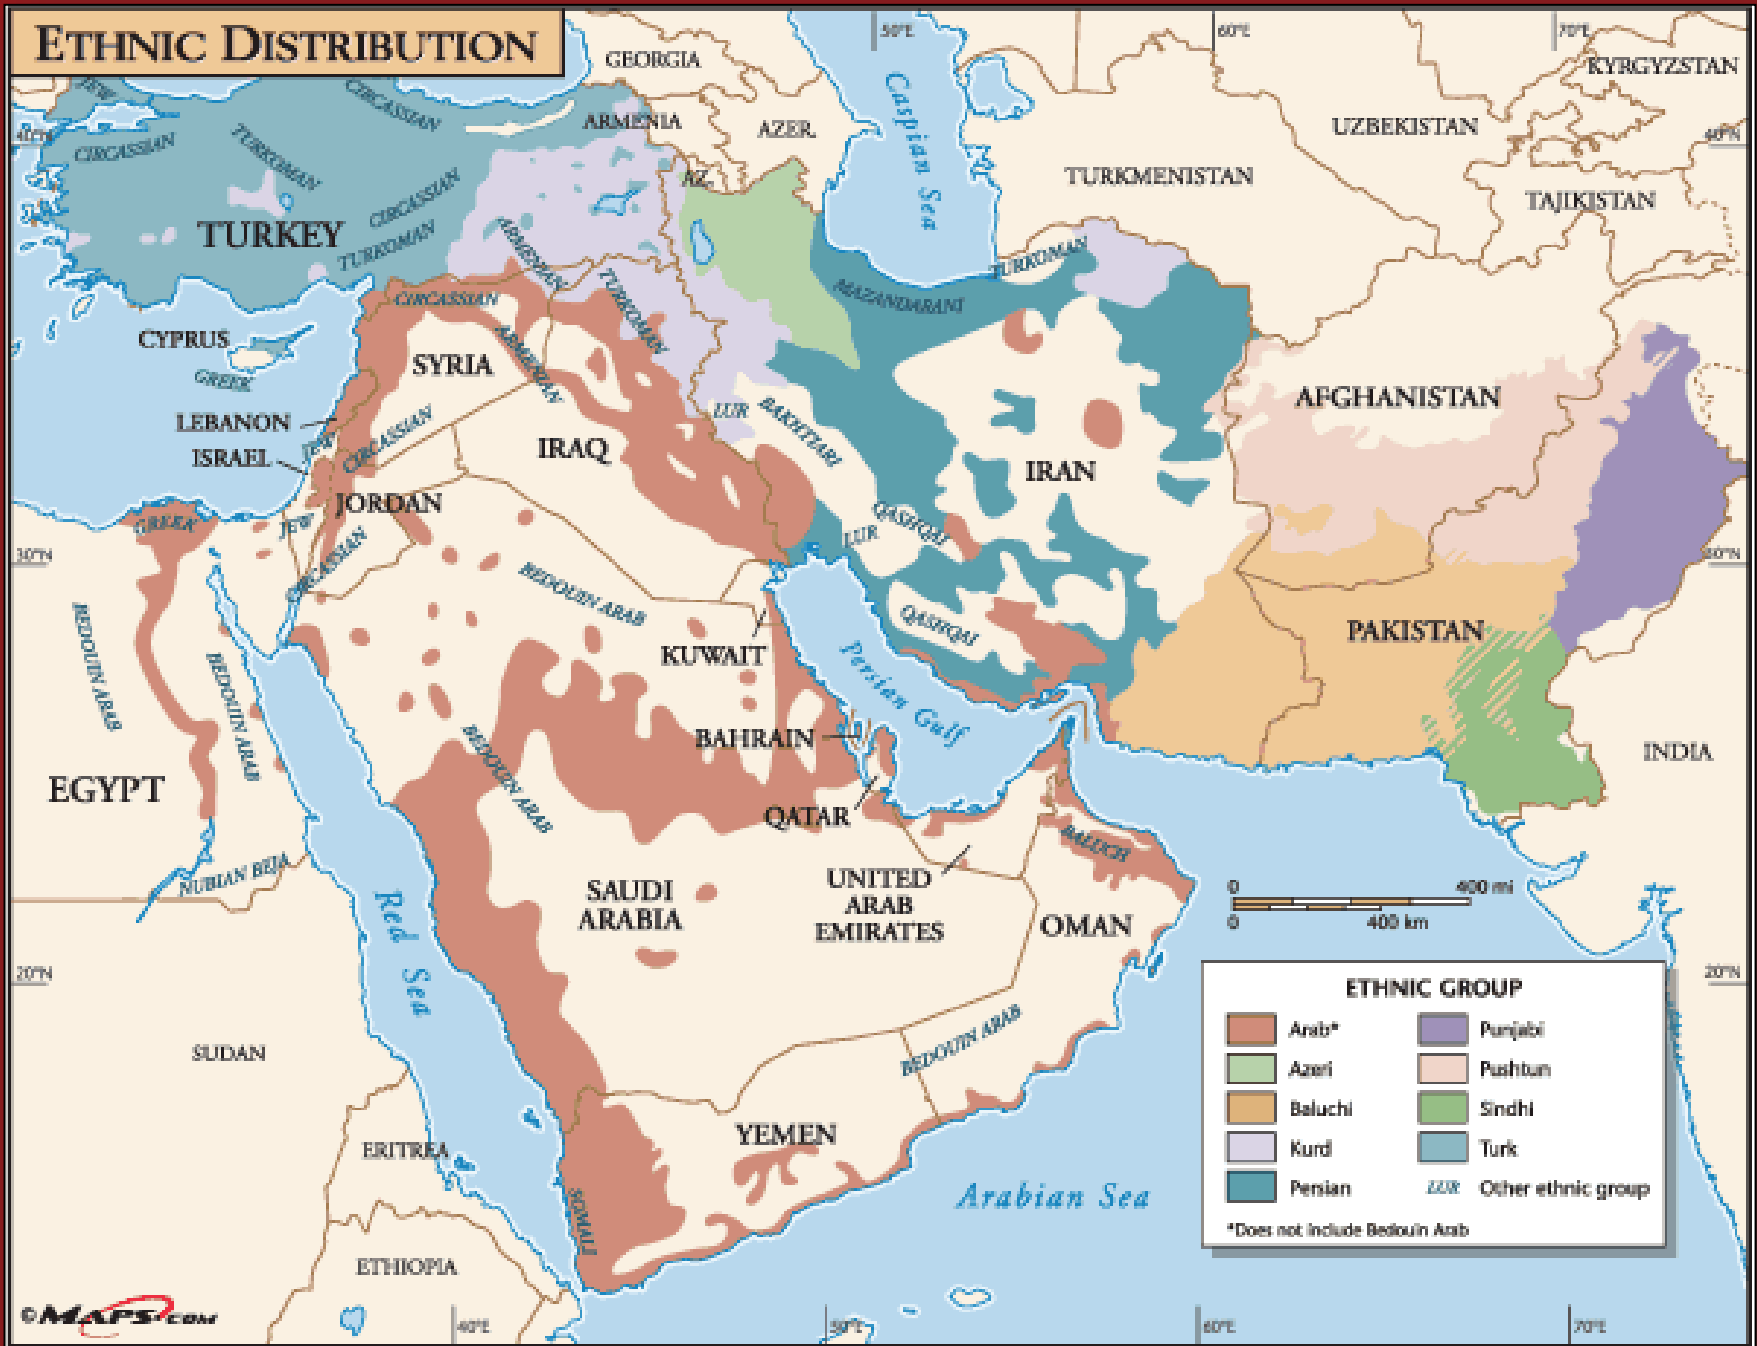 ETHNIC DISTRIBUTION
50°E
60°E
70°E
GEORGIA
KYRGYZSTAN
JEW
CIRCASSIAN
ARMENIA
AZER.
UZBEKISTAN
40°N
40°N
CIRCASSIAN
TURKOMAN
Caspian Sea
AZ.
TURKMENISTAN
TAJIKISTAN
CIRCASSIAN
TURKEY
TURKOMAN
ARMENIAN
TURKOMAN
TURKOMAN
MAZANDARANI
CIRCASSIAN
CYPRUS
GREEK
SYRIA
ARMENIAN
AFGHANISTAN
LEBANON
JEW
CIRCASSIAN
LUR
BAKHTIARI
ISRAEL
IRAQ
IRAN
JORDAN
GREEK
JEW
QASHQAI
LUR
30°N
30°N
CIRCASSIAN
BEDOUIN ARAB
BEDOUIN ARAB
QASHQAI
PAKISTAN
KUWAIT
BEDOUIN ARAB
Persian Gulf
BAHRAIN
INDIA
BEDOUIN ARAB
EGYPT
QATAR
BALUCH
NUBIAN BEJA
SAUDI
ARABIA
UNITED
ARAB
EMIRATES
OMAN
0 400 mi
0 400 km
Red Sea
20°N
20°N
SUDAN
BEDOUIN ARAB
ERITREA
YEMEN
SOMALI
Arabian Sea
ETHIOPIA
ETHNIC GROUP
Arab*
Azeri
Baluchi
Kurd
Persian
Punjabi
Pushtun
Sindhi
Turk
LUR Other ethnic group
*Does not include Bedouin Arab
©MAPS.COM
40°E
50°E
60°E
70°E